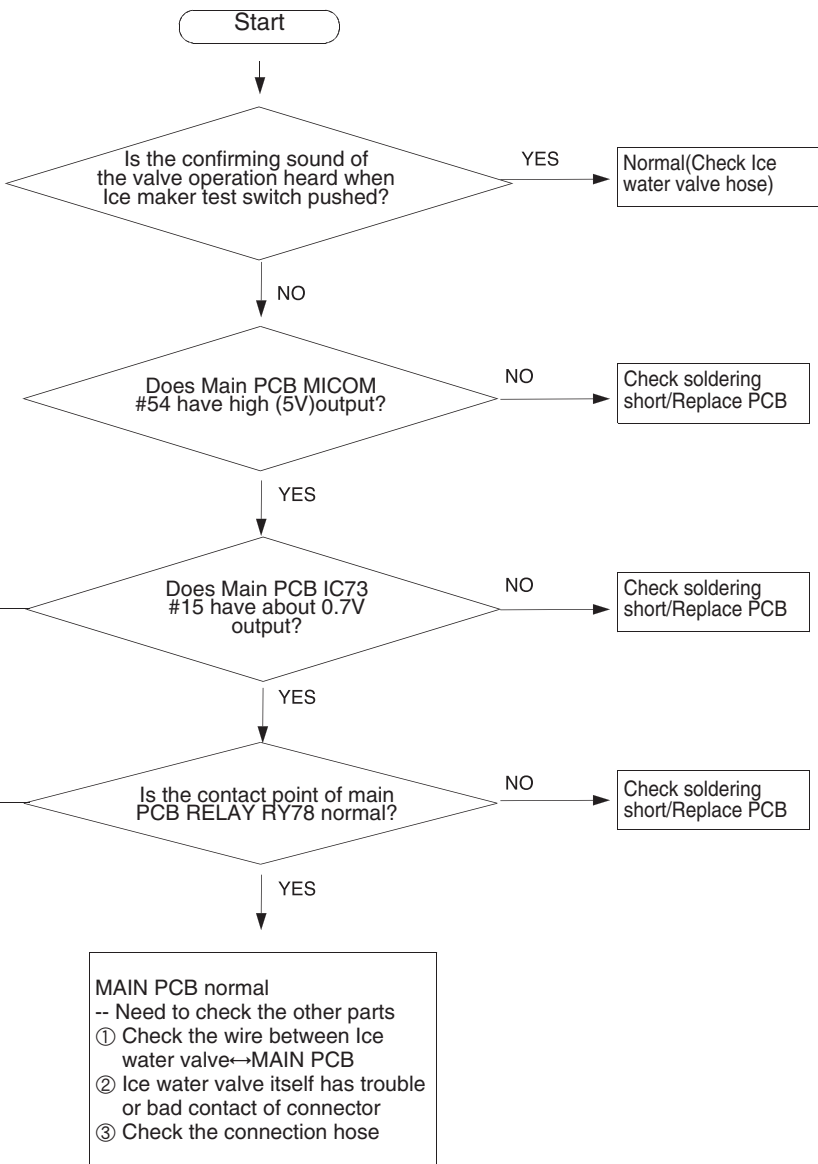 Start
Is the confirming sound of
the valve operation heard when
Ice maker test switch pushed?
YES
Normal(Check Ice
water valve hose)
NO
Does Main PCB MICOM
#54 have high (5V)output?
NO
Check soldering
short/Replace PCB
YES
Does Main PCB IC73
#15 have about 0.7V
output?
NO
Check soldering
short/Replace PCB
YES
Is the contact point of main
PCB RELAY RY78 normal?
NO
Check soldering
short/Replace PCB
YES
MAIN PCB normal
-- Need to check the other parts
① Check the wire between Ice
water valve↔MAIN PCB
② Ice water valve itself has trouble
or bad contact of connector
③ Check the connection hose